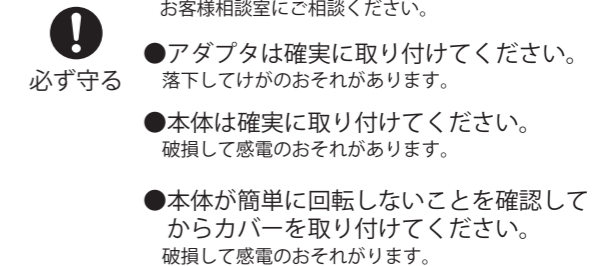 お客様相談室にご相談ください。
必ず守る
●アダプタは確実に取り付けてください。
落下してけがのおそれがあります。
●本体は確実に取り付けてください。
破損して感電のおそれがあります。
●本体が簡単に回転しないことを確認して
からカバーを取り付けてください。
破損して感電のおそれがります。